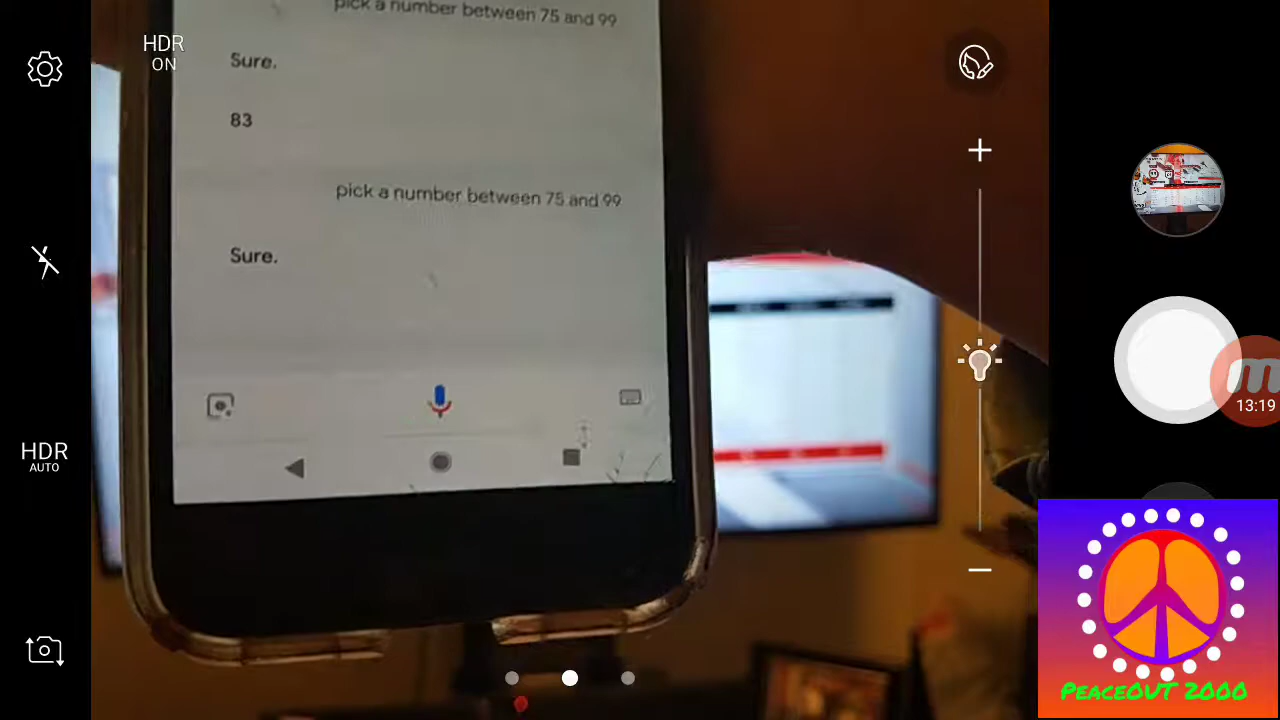 HDR
ON
pick a number between 75 and 99
Sure.
83
pick a number between 75 and 99
Sure.
HDR
AUTO
13:19
PeaceOUT 2000